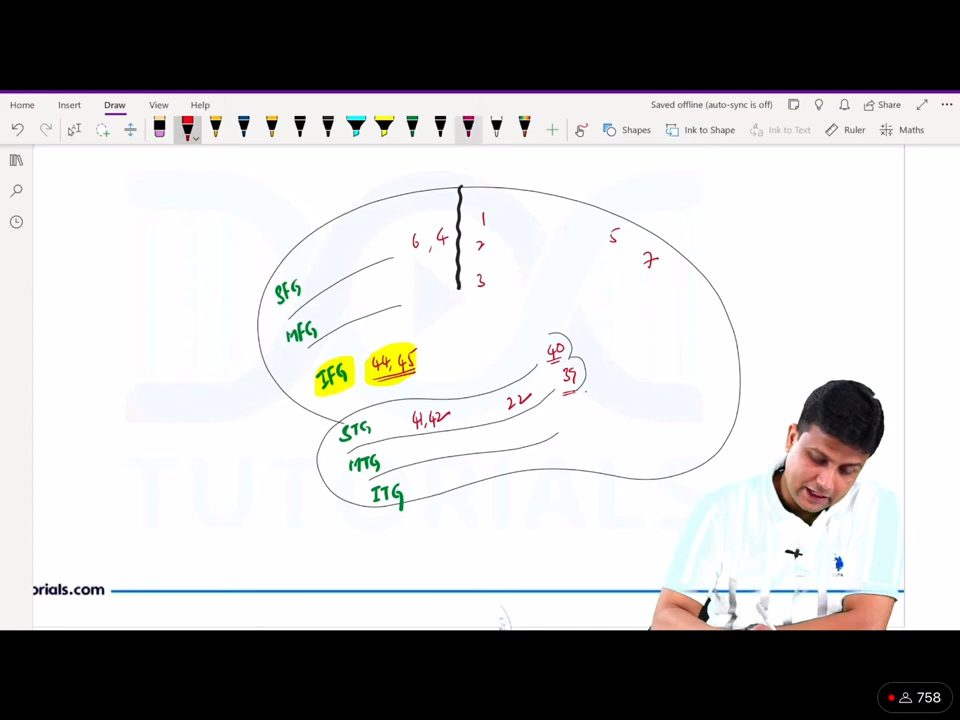 Home Insert Draw View Help
Saved offline (auto-sync is off)
Share
Shapes
Ink to Shape
Ink to Text
Ruler
Maths
1
6, 4
2
5
7
3
SFG
MFG
40
IFG 44, 45
39
22
STG 41, 42
MTG
ITG
TUTORIALS
orials.com
758